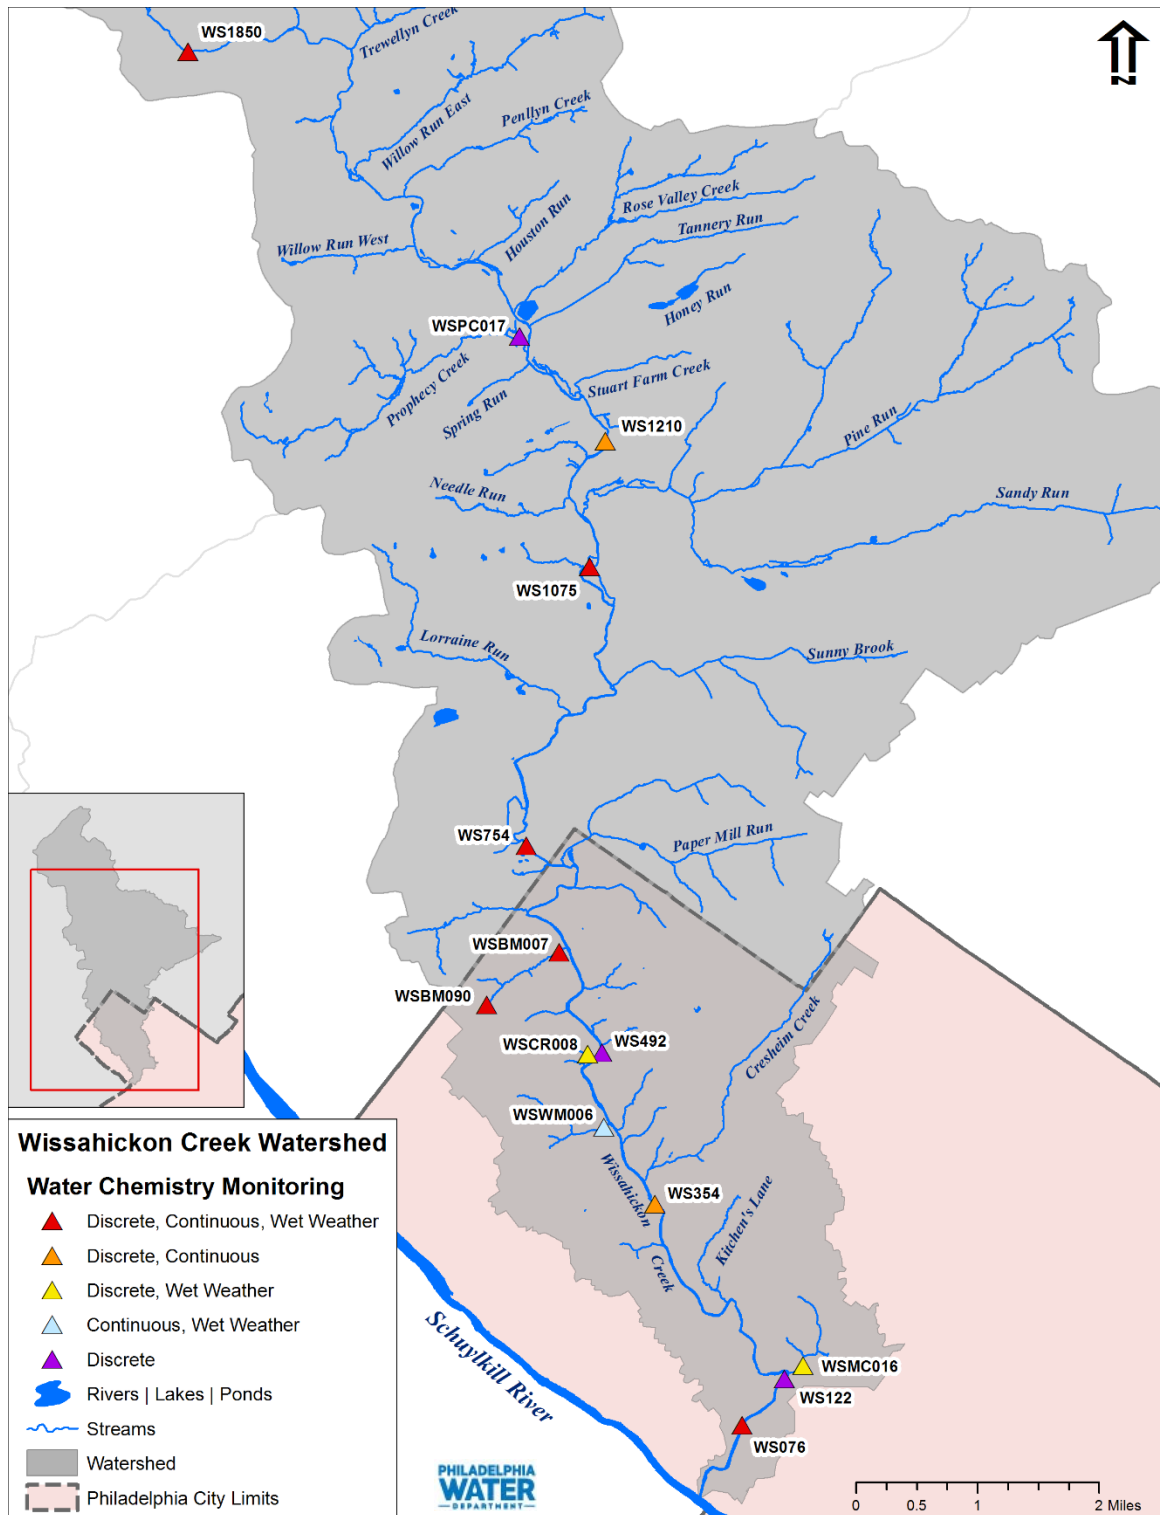 WS1850
Trewellyn Creek
Willow Run East
Penllyn Creek
N
Rose Valley Creek
Tannery Run
Houston Run
Willow Run West
Honey Run
WSPC017
Prophecy Creek
Spring Run
Stuart Farm Creek
WS1210
Pine Run
Needle Run
Sandy Run
WS1075
Lorraine Run
Sunny Brook
WS754
Paper Mill Run
WSBM007
WSBM090
WSCR008
WS492
Cresheim Creek
WSWM006
Wissahickon
Creek
WS354
Kitchen's Lane
Schuylkill River
WSMC016
WS122
WS076
Wissahickon Creek Watershed
Water Chemistry Monitoring
Discrete, Continuous, Wet Weather
Discrete, Continuous
Discrete, Wet Weather
Continuous, Wet Weather
Discrete
Rivers | Lakes | Ponds
Streams
Watershed
Philadelphia City Limits
PHILADELPHIA
WATER
DEPARTMENT
0 0.5 1 2 Miles